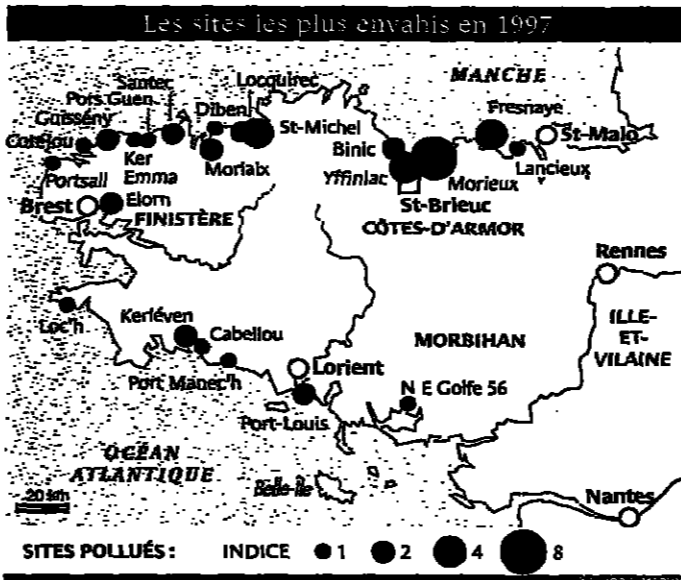 Les sites les plus envahis en 1997
MANCHE
Santec
Locquirec
Pors Guen
Diben
Fresnaye
Guissény
St-Michel
St-Malo
Coréjou
Binic
Ker
Emma
Morlaix
Lancieux
Portsall
Yffiniac
Morieux
Brest
Elorn
FINISTÈRE
St-Brieuc
CÔTES-D'ARMOR
Rennes
Loc'h
Kerléven
Cabellou
MORBIHAN
ILLE-
ET-
VILAINE
Port Manec'h
Lorient
N E Golfe 56
Port-Louis
OCÉAN
ATLANTIQUE
Belle-Ile
20 km
Nantes
SITES POLLUÉS : INDICE 1 2 4 8